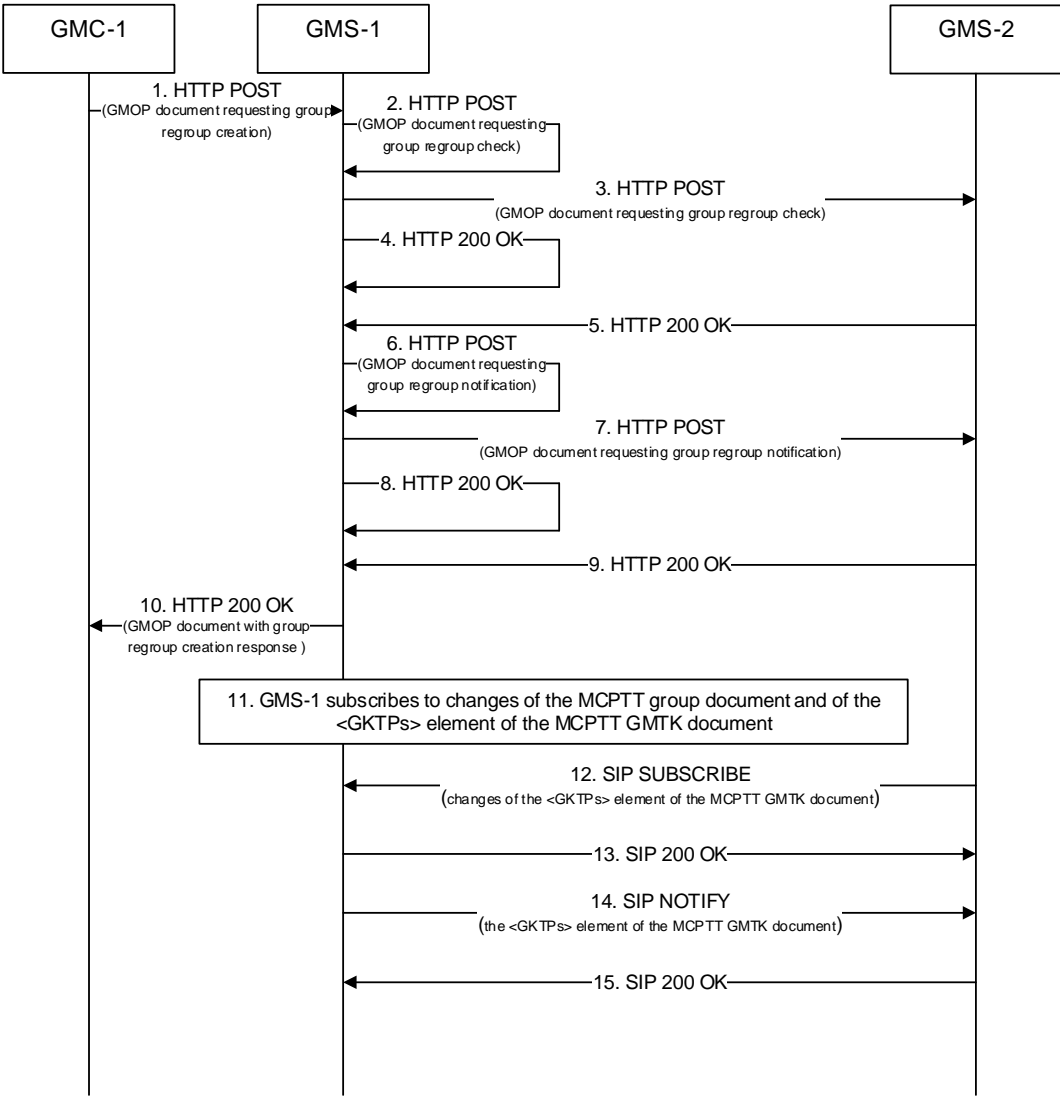 GMC-1
GMS-1
GMS-2
1. HTTP POST
(GMOP document requesting group
regroup creation)
2. HTTP POST
(GMOP document requesting
group regroup check)
3. HTTP POST
(GMOP document requesting group regroup check)
4. HTTP 200 OK
5. HTTP 200 OK
6. HTTP POST
(GMOP document requesting
group regroup notification)
7. HTTP POST
(GMOP document requesting group regroup notification)
8. HTTP 200 OK
9. HTTP 200 OK
10. HTTP 200 OK
(GMOP document with group
regroup creation response )
11. GMS-1 subscribes to changes of the MCPTT group document and of the
<GKTPs> element of the MCPTT GMTK document
12. SIP SUBSCRIBE
(changes of the <GKTPs> element of the MCPTT GMTK document)
13. SIP 200 OK
14. SIP NOTIFY
(the <GKTPs> element of the MCPTT GMTK document)
15. SIP 200 OK